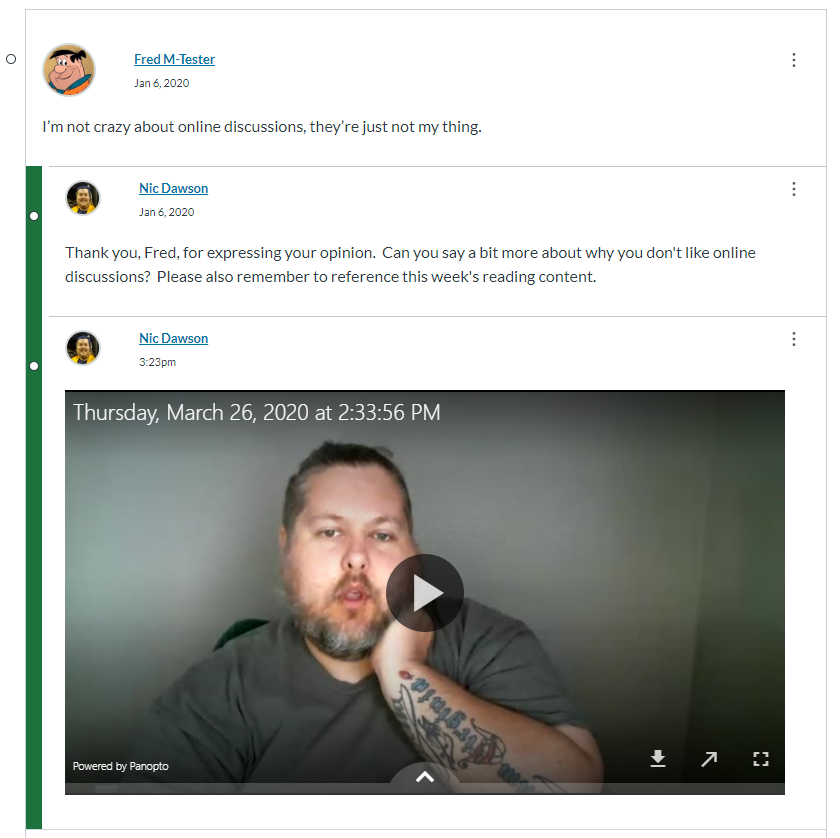 Fred M-Tester
Jan 6, 2020
I’m not crazy about online discussions, they’re just not my thing.
Nic Dawson
Jan 6, 2020
Thank you, Fred, for expressing your opinion.  Can you say a bit more about why you don't like online
discussions?  Please also remember to reference this week's reading content.
Nic Dawson
3:23pm
Thursday, March 26, 2020 at 2:33:56 PM
Powered by Panopto